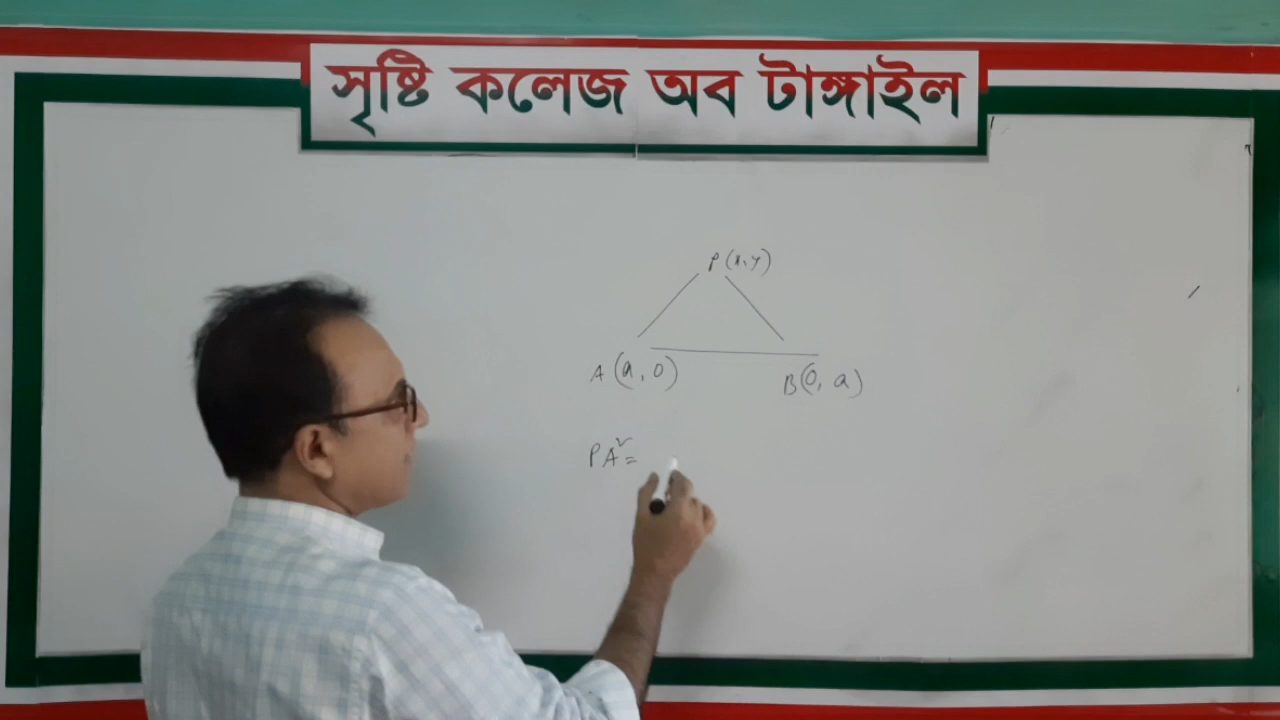 সৃষ্টি কলেজ অব টাঙ্গাইল
P(x,y)
A (a, 0) B(0, a)
PA² =